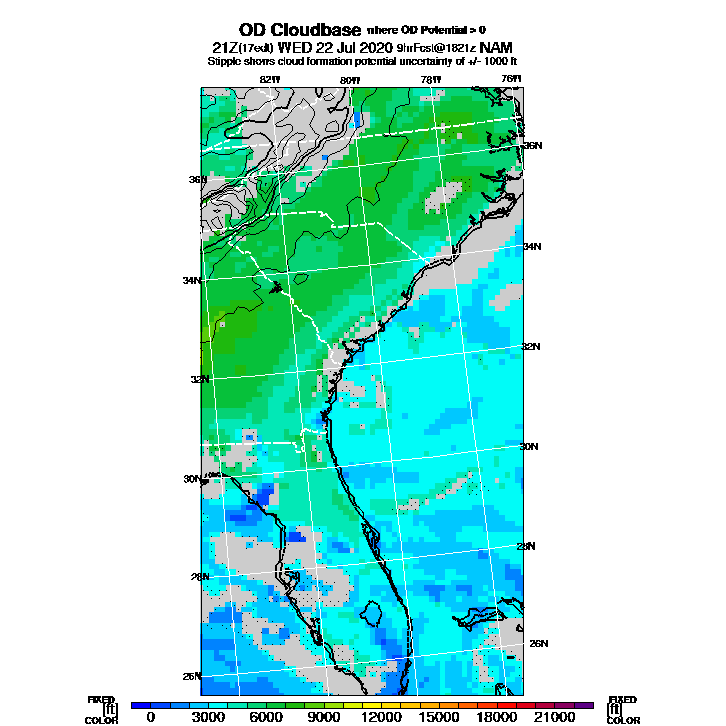 OD Cloudbase where OD Potential > 0
21Z(17edt) WED 22 Jul 2020 9hrFcst@1821z NAM
Stipple shows cloud formation potential uncertainty of +/- 1000 ft
82W 80W 78W 76W
36N 36N
34N 34N
32N 32N
30N 30N
28N 28N
26N 26N
FIXED FIXED
[ft] [ft]
COLOR COLOR
0 3000 6000 9000 12000 15000 18000 21000